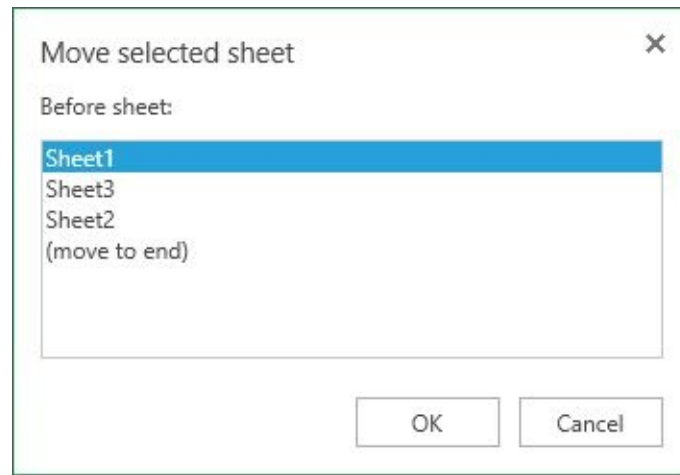 Move selected sheet
Before sheet:
Sheet1
Sheet3
Sheet2
(move to end)
OK
Cancel